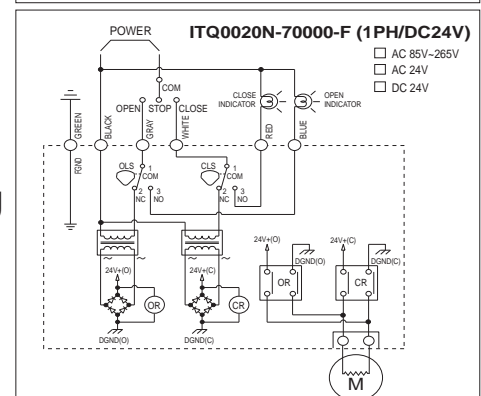 POWER
ITQ0020N-70000-F (1PH/DC24V)
AC 85V~265V
AC 24V
DC 24V
COM
OPEN STOP CLOSE
CLOSE INDICATOR
OPEN INDICATOR
GREEN
BLACK
GRAY
WHITE
RED
BLUE
FGND
OLS
1
COM
2
NC
3
NO
CLS
1
COM
2
NC
3
NO
24V+(O)
OR
DGND(O)
24V+(C)
CR
DGND(C)
24V+(O)
DGND(O)
OR
24V+(C)
DGND(C)
CR
M